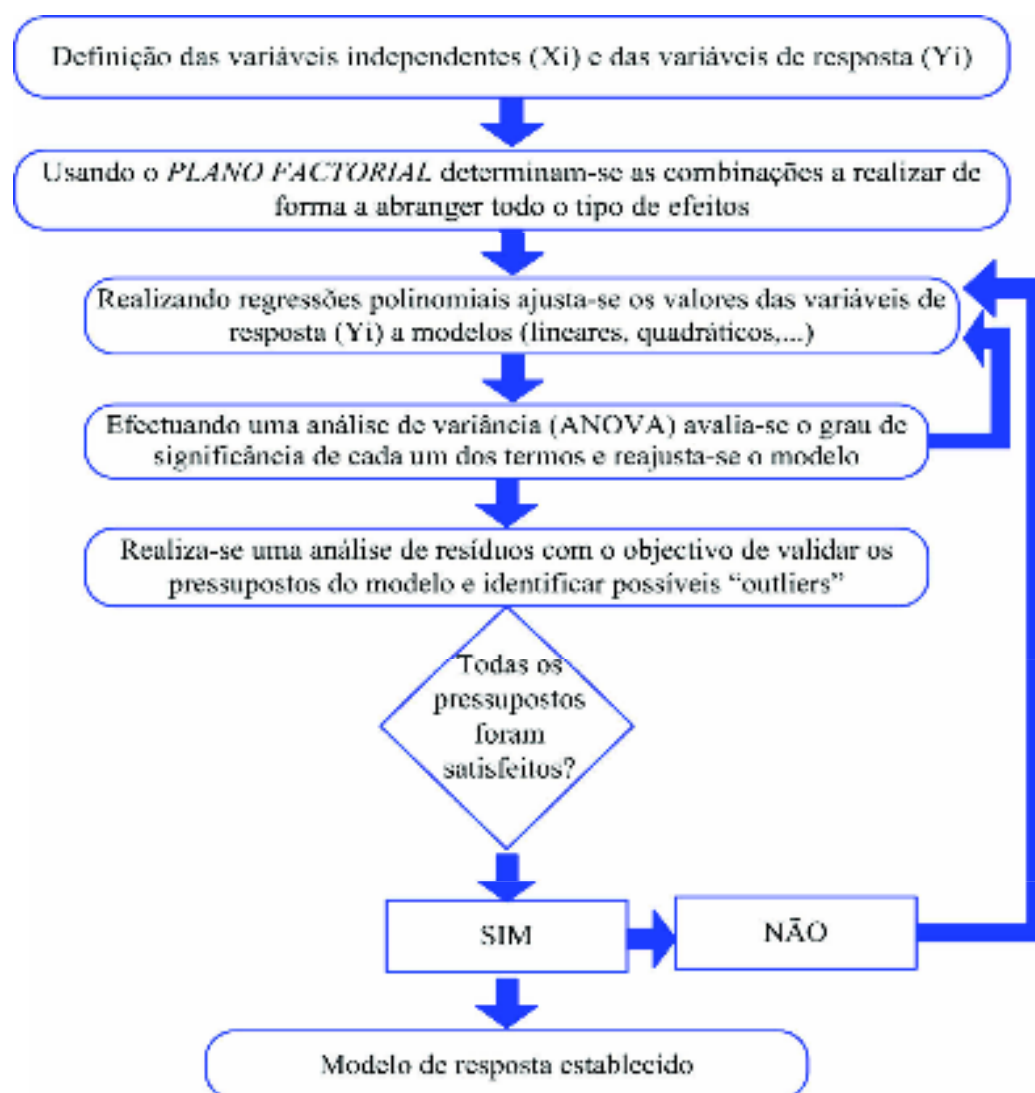 Definição das variáveis independentes (Xi) e das variáveis de resposta (Yi)
Usando o PLANO FACTORIAL determinam-se as combinações a realizar de
forma a abranger todo o tipo de efeitos
Realizando regressões polinomiais ajusta-se os valores das variáveis de
resposta (Yi) a modelos (lineares, quadráticos,...)
Efectuando uma análise de variância (ANOVA) avalia-se o grau de
significância de cada um dos termos e reajusta-se o modelo
Realiza-se uma análise de resíduos com o objectivo de validar os
pressupostos do modelo e identificar possíveis “outliers”
Todas os
pressupostos
foram
satisfeitos?
SIM
NÃO
Modelo de resposta establecido